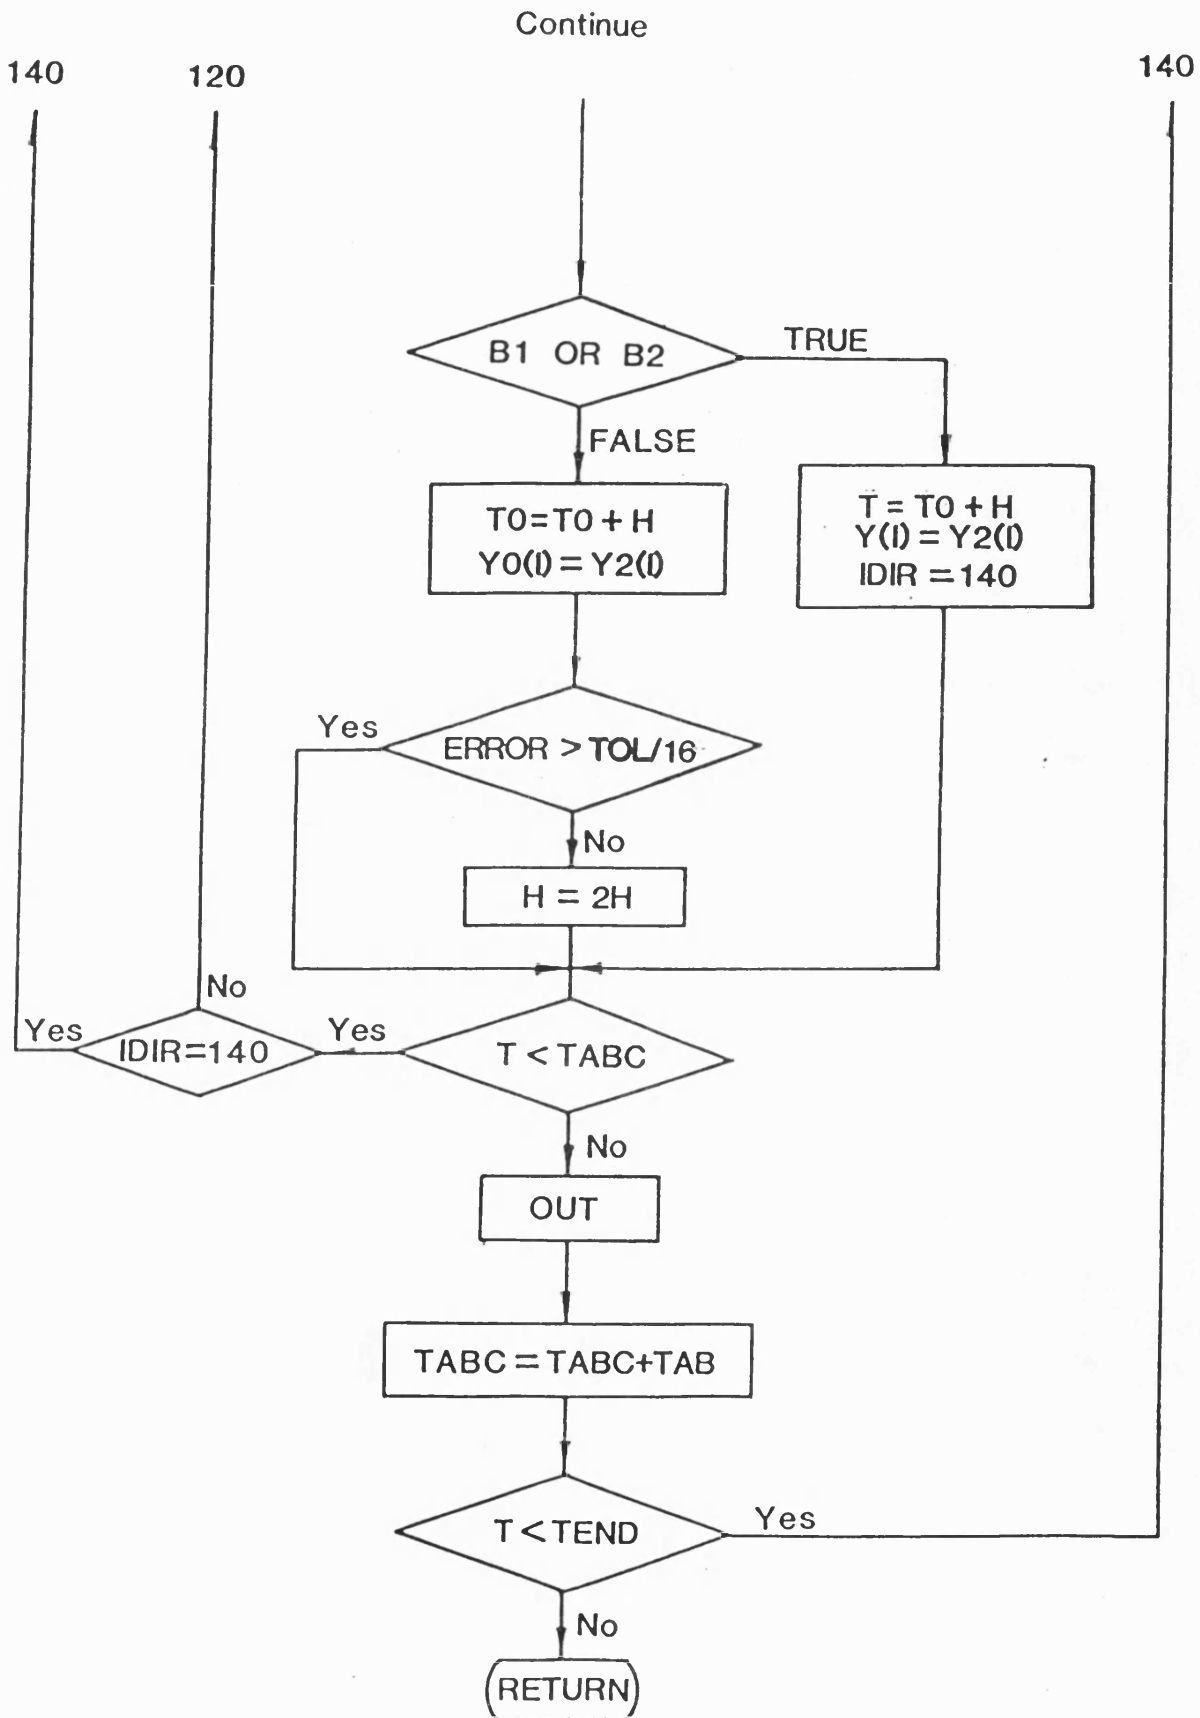 Continue
140
120
140
B1 OR B2
TRUE
FALSE
T0=T0 + H
Y0(I) = Y2(I)
T = T0 + H
Y(I) = Y2(I)
IDIR = 140
Yes
ERROR > TOL/16
No
H = 2H
No
Yes
IDIR=140
Yes
T < TABC
No
OUT
TABC = TABC+TAB
T < TEND
Yes
No
RETURN